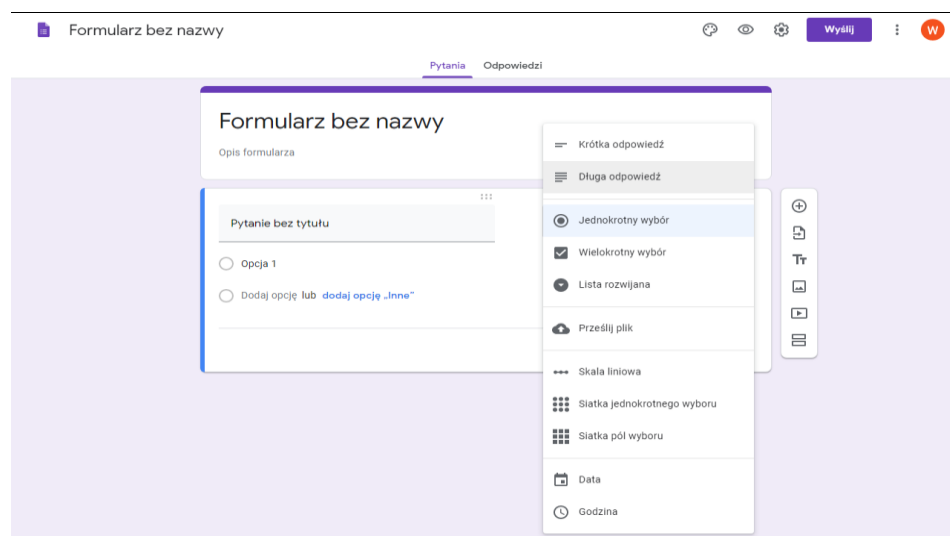 Formularz bez nazwy
Wyślij
W
Pytania Odpowiedzi
Formularz bez nazwy
Opis formularza
Pytanie bez tytułu
Opcja 1
Dodaj opcję lub dodaj opcję „Inne”
Krótka odpowiedź
Długa odpowiedź
Jednokrotny wybór
Wielokrotny wybór
Lista rozwijana
Prześlij plik
Skala liniowa
Siatka jednokrotnego wyboru
Siatka pól wyboru
Data
Godzina
Tт